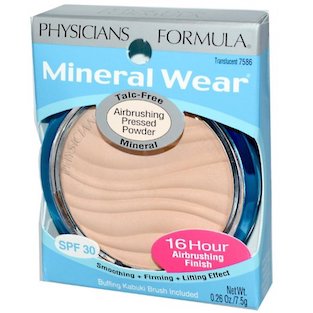 PHYSICIANS FORMULA®
Translucent 7586
Mineral Wear®
Talc-Free
Airbrushing
Pressed
Powder
Mineral
SPF 30
16 Hour
Airbrushing
Finish
Smoothing + Firming + Lifting Effect
Buffing Kabuki Brush Included
Net Wt.
0.26 Oz./7.5g